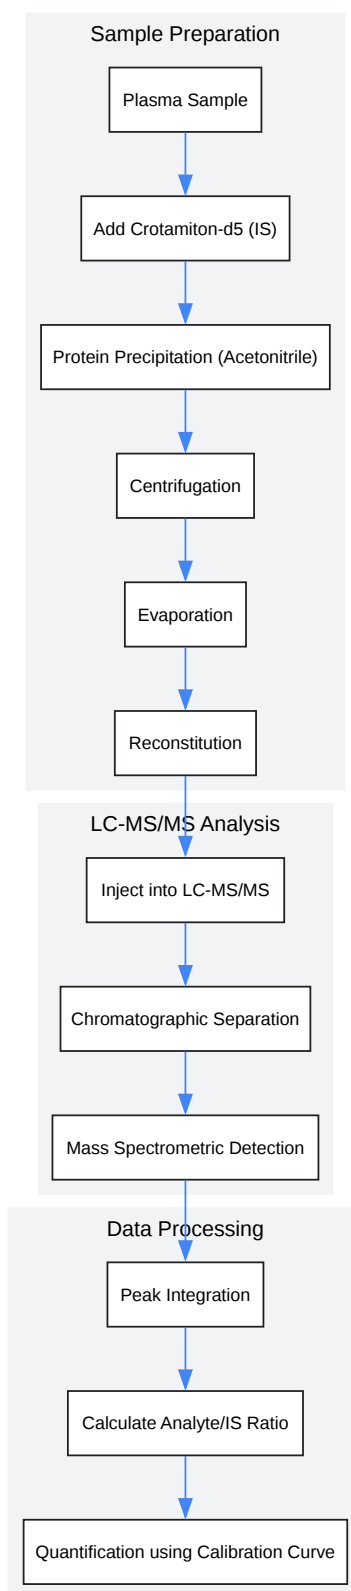 Sample Preparation
Plasma Sample
Add Crotamiton-d5 (IS)
Protein Precipitation (Acetonitrile)
Centrifugation
Evaporation
Reconstitution
LC-MS/MS Analysis
Inject into LC-MS/MS
Chromatographic Separation
Mass Spectrometric Detection
Data Processing
Peak Integration
Calculate Analyte/IS Ratio
Quantification using Calibration Curve